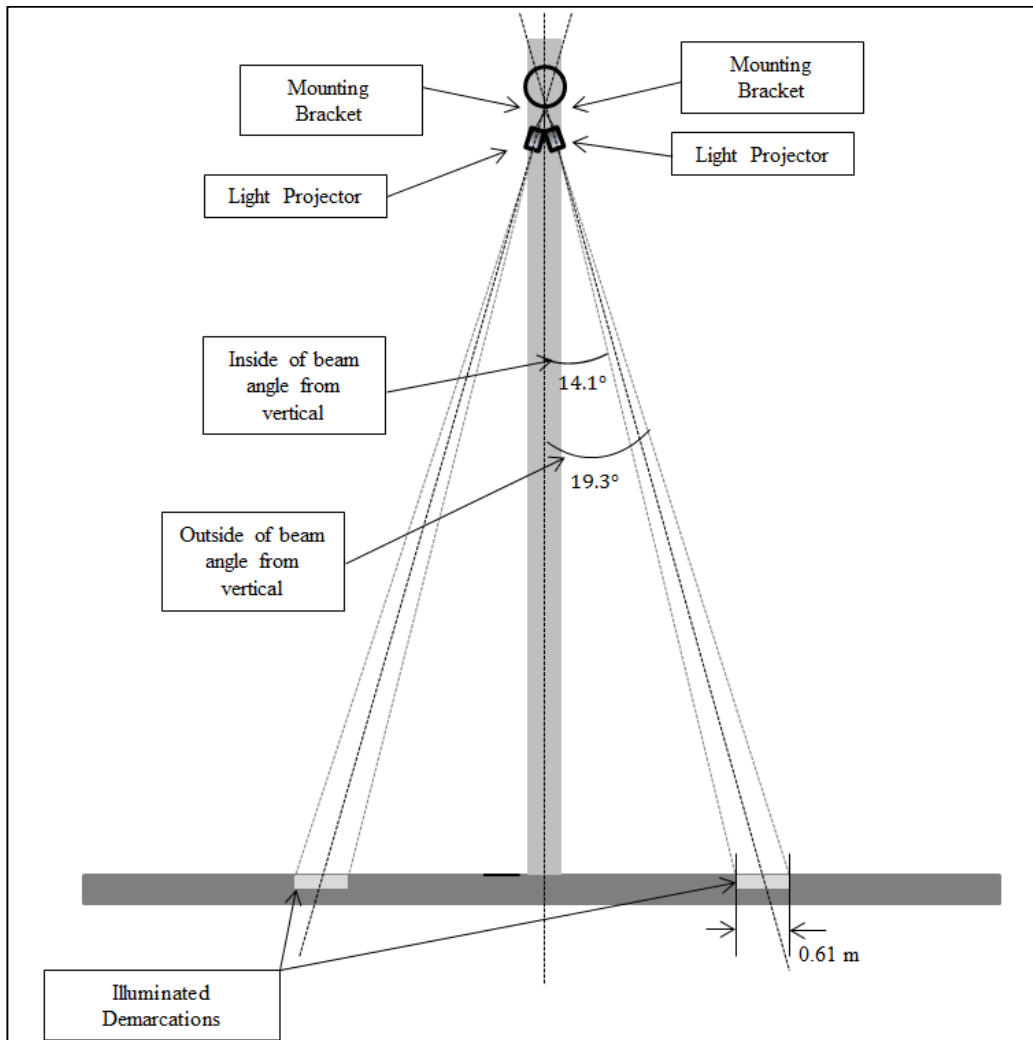 Mounting
Bracket
Mounting
Bracket
Light Projector
Light Projector
Inside of beam
angle from
vertical
14.1°
19.3°
Outside of beam
angle from
vertical
0.61 m
Illuminated
Demarcations